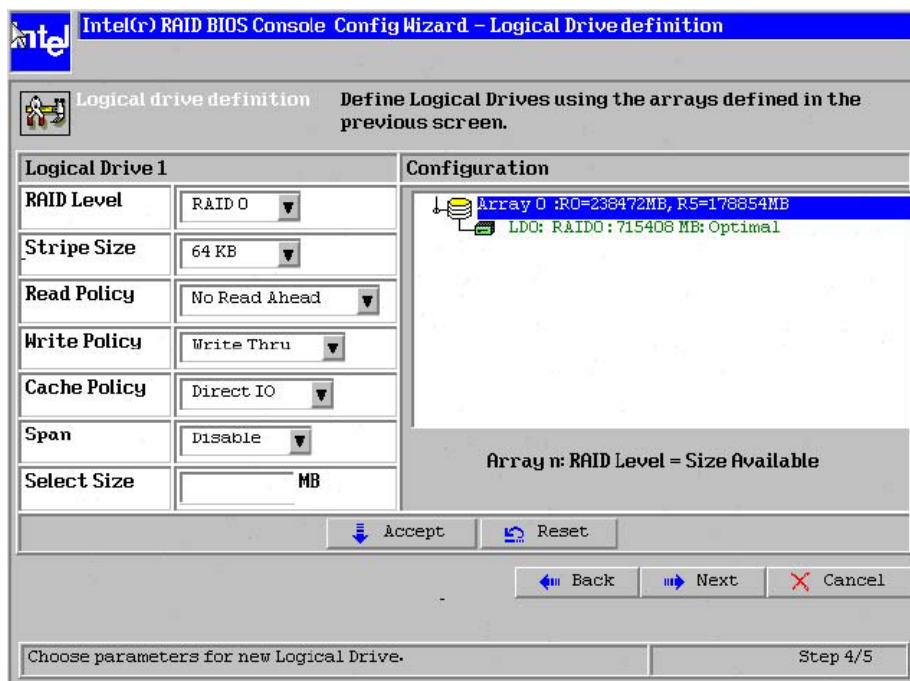 intel
Intel(r) RAID BIOS Console Config Wizard – Logical Drive definition
Logical drive definition
Define Logical Drives using the arrays defined in the
previous screen.
Logical Drive 1
RAID Level RAID 0
Stripe Size 64 KB
Read Policy No Read Ahead
Write Policy Write Thru
Cache Policy Direct IO
Span Disable
Select Size MB
Configuration
Array 0 :R0=238472MB, R5=178854MB
LD0: RAID0 : 715408 MB: Optimal
Array n: RAID Level = Size Available
Accept Reset
Back Next Cancel
Choose parameters for new Logical Drive. Step 4/5